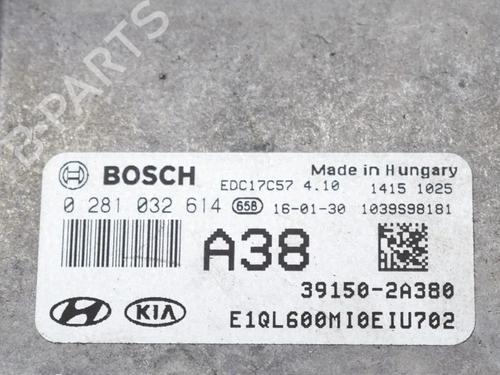 B-PARTS
BOSCH
Made in Hungary
EDC17C57 4.10 1415 1025
0 281 032 614 658 16-01-30 1039S98181
A38
39150-2A380
KIA
E1QL600MI0EIU702